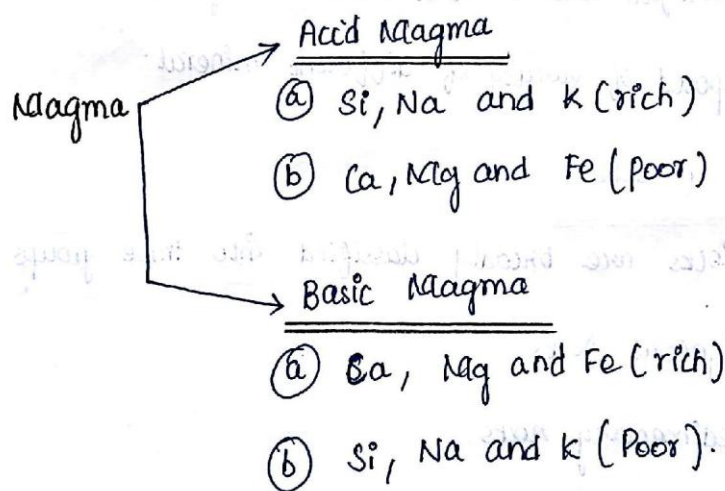 Acid Magma
Magma
ⓐ Si, Na and K (rich)
ⓑ Ca, Mg and Fe (Poor)
Basic Magma
ⓐ Ca, Mg and Fe (rich)
ⓑ Si, Na and K (Poor).